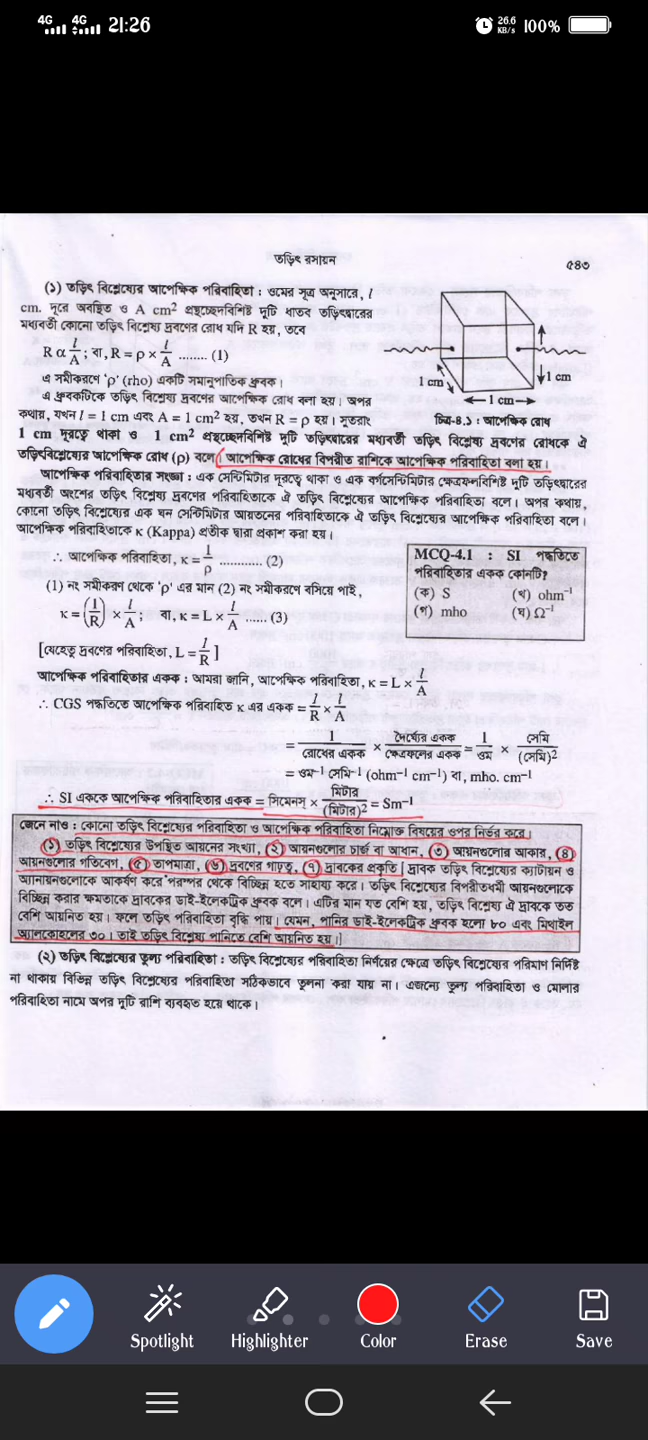 4G 4G 21:26 26.6 KB/s 100%
তড়িৎ রসায়ন ৫৪৩
(১) তড়িৎ বিশ্লেষ্যের আপেক্ষিক পরিবাহিতা : ওমের সূত্র অনুসারে, l
cm. দূরে অবস্থিত ও A cm² প্রস্থচ্ছেদবিশিষ্ট দুটি ধাতব তড়িৎদ্বারের
মধ্যবর্তী কোনো তড়িৎ বিশ্লেষ্য দ্রবণের রোধ যদি R হয়, তবে
R α l/A ; বা, R = ρ × l/A ........ (1)
এ সমীকরণে 'ρ' (rho) একটি সমানুপাতিক ধ্রুবক।
এ ধ্রুবকটিকে তড়িৎ বিশ্লেষ্য দ্রবণের আপেক্ষিক রোধ বলা হয়। অপর
কথায়, যখন l = 1 cm এবং A = 1 cm² হয়, তখন R = ρ হয়। সুতরাং
1 cm
1 cm
1 cm
চিত্র-৪.১ : আপেক্ষিক রোধ
1 cm দূরত্বে থাকা ও 1 cm² প্রস্থচ্ছেদবিশিষ্ট দুটি তড়িৎদ্বারের মধ্যবর্তী তড়িৎ বিশ্লেষ্য দ্রবণের রোধকে ঐ
তড়িৎবিশ্লেষ্যের আপেক্ষিক রোধ (ρ) বলে। আপেক্ষিক রোধের বিপরীত রাশিকে আপেক্ষিক পরিবাহিতা বলা হয়।
আপেক্ষিক পরিবাহিতার সংজ্ঞা : এক সেন্টিমিটার দূরত্বে থাকা ও এক বর্গসেন্টিমিটার ক্ষেত্রফলবিশিষ্ট দুটি তড়িৎদ্বারের
মধ্যবর্তী অংশের তড়িৎ বিশ্লেষ্য দ্রবণের পরিবাহিতাকে ঐ তড়িৎ বিশ্লেষ্যের আপেক্ষিক পরিবাহিতা বলে। অপর কথায়,
কোনো তড়িৎ বিশ্লেষ্যের এক ঘন সেন্টিমিটার আয়তনের পরিবাহিতাকে ঐ তড়িৎ বিশ্লেষ্যের আপেক্ষিক পরিবাহিতা বলে।
আপেক্ষিক পরিবাহিতাকে κ (Kappa) প্রতীক দ্বারা প্রকাশ করা হয়।
∴ আপেক্ষিক পরিবাহিতা, κ = 1/ρ ............ (2)
(1) নং সমীকরণ থেকে 'ρ' এর মান (2) নং সমীকরণে বসিয়ে পাই,
κ = (1/R) × l/A ; বা, κ = L × l/A ...... (3)
[যেহেতু দ্রবণের পরিবাহিতা, L = l/R ]
MCQ-4.1 : SI পদ্ধতিতে
পরিবাহিতার একক কোনটি?
(ক) S (খ) ohm⁻¹
(গ) mho (ঘ) Ω⁻¹
আপেক্ষিক পরিবাহিতার একক : আমরা জানি, আপেক্ষিক পরিবাহিতা, κ = L × l/A
∴ CGS পদ্ধতিতে আপেক্ষিক পরিবাহিত κ এর একক = l/R × l/A
= 1/রোধের একক × দৈর্ঘ্যের একক/ক্ষেত্রফলের একক = 1/ওম × সেমি/(সেমি)²
= ওম⁻¹ সেমি⁻¹ (ohm⁻¹ cm⁻¹) বা, mho. cm⁻¹
∴ SI এককে আপেক্ষিক পরিবাহিতার একক = সিমেনস্ × মিটার/(মিটার)² = Sm⁻¹
জেনে নাও : কোনো তড়িৎ বিশ্লেষ্যের পরিবাহিতা ও আপেক্ষিক পরিবাহিতা নিম্নোক্ত বিষয়ের ওপর নির্ভর করে।
(১) তড়িৎ বিশ্লেষ্যের উপস্থিত আয়নের সংখ্যা, (২) আয়নগুলোর চার্জ বা আধান, (৩) আয়নগুলোর আকার, (৪)
আয়নগুলোর গতিবেগ, (৫) তাপমাত্রা, (৬) দ্রবণের গাঢ়ত্ব, (৭) দ্রাবকের প্রকৃতি। দ্রাবক তড়িৎ বিশ্লেষ্যের ক্যাটায়ন ও
অ্যানায়নগুলোকে আকর্ষণ করে পরস্পর থেকে বিচ্ছিন্ন হতে সাহায্য করে। তড়িৎ বিশ্লেষ্যের বিপরীতধর্মী আয়নগুলোকে
বিচ্ছিন্ন করার ক্ষমতাকে দ্রাবকের ডাই-ইলেকট্রিক ধ্রুবক বলে। এটির মান যত বেশি হয়, তড়িৎ বিশ্লেষ্য ঐ দ্রাবকে তত
বেশি আয়নিত হয়। ফলে তড়িৎ পরিবাহিতা বৃদ্ধি পায়। যেমন, পানির ডাই-ইলেকট্রিক ধ্রুবক হলো ৮০ এবং মিথাইল
অ্যালকোহলের ৩০। তাই তড়িৎ বিশ্লেষ্য পানিতে বেশি আয়নিত হয়।
(২) তড়িৎ বিশ্লেষ্যের তুল্য পরিবাহিতা : তড়িৎ বিশ্লেষ্যের পরিবাহিতা নির্ণয়ের ক্ষেত্রে তড়িৎ বিশ্লেষ্যের পরিমাণ নির্দিষ্ট
না থাকায় বিভিন্ন তড়িৎ বিশ্লেষ্যের পরিবাহিতা সঠিকভাবে তুলনা করা যায় না। এজন্যে তুল্য পরিবাহিতা ও মোলার
পরিবাহিতা নামে অপর দুটি রাশি ব্যবহৃত হয়ে থাকে।
Spotlight Highlighter Color Erase Save